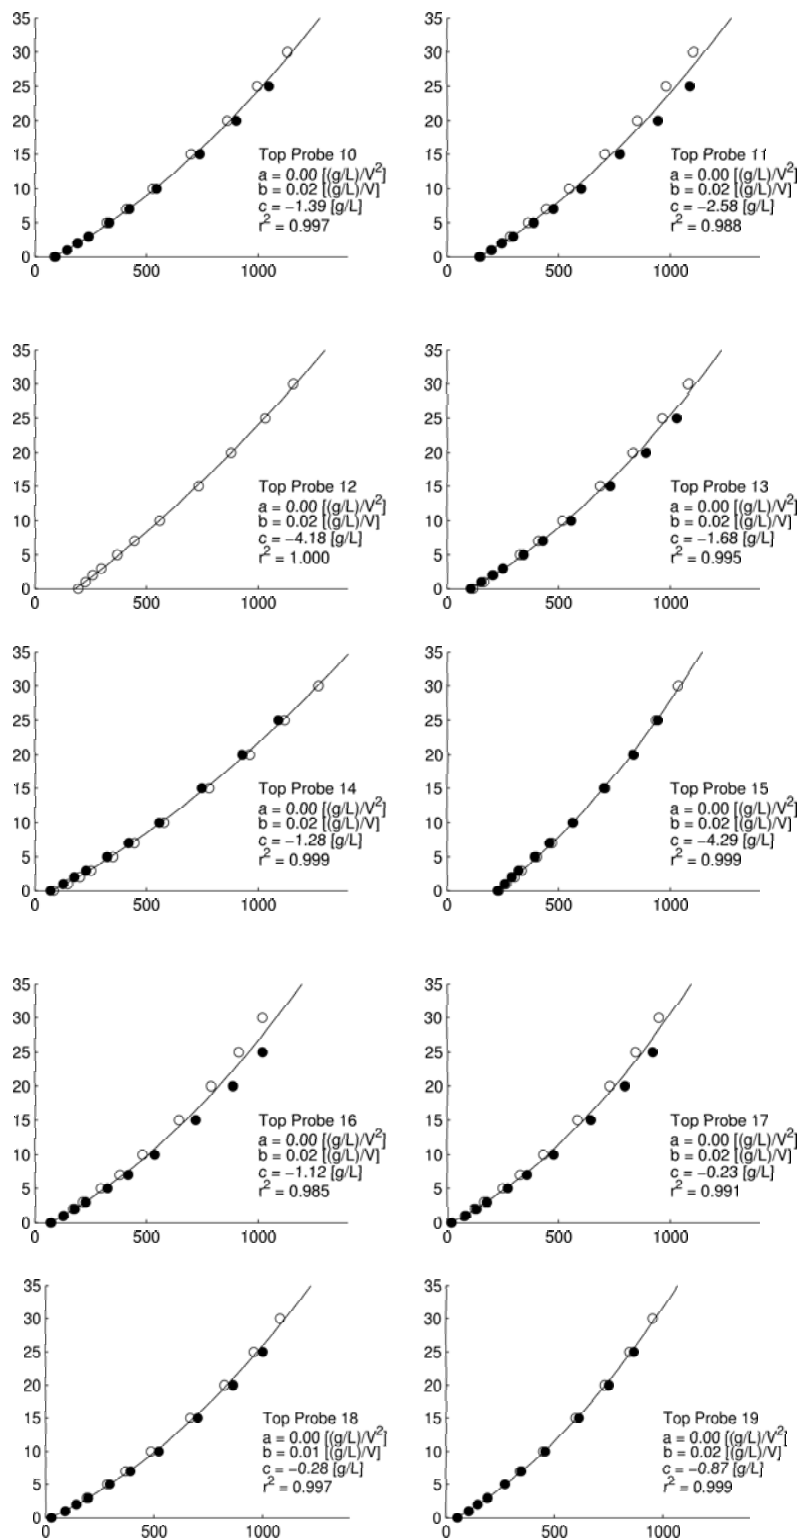 35
30
25
20
15
10
5
0
0 500 1000
Top Probe 10
a = 0.00 [(g/L)/V²]
b = 0.02 [(g/L)/V]
c = −1.39 [g/L]
r² = 0.997
35
30
25
20
15
10
5
0
0 500 1000
Top Probe 11
a = 0.00 [(g/L)/V²]
b = 0.02 [(g/L)/V]
c = −2.58 [g/L]
r² = 0.988
35
30
25
20
15
10
5
0
0 500 1000
Top Probe 12
a = 0.00 [(g/L)/V²]
b = 0.02 [(g/L)/V]
c = −4.18 [g/L]
r² = 1.000
35
30
25
20
15
10
5
0
0 500 1000
Top Probe 13
a = 0.00 [(g/L)/V²]
b = 0.02 [(g/L)/V]
c = −1.68 [g/L]
r² = 0.995
35
30
25
20
15
10
5
0
0 500 1000
Top Probe 14
a = 0.00 [(g/L)/V²]
b = 0.02 [(g/L)/V]
c = −1.28 [g/L]
r² = 0.999
35
30
25
20
15
10
5
0
0 500 1000
Top Probe 15
a = 0.00 [(g/L)/V²]
b = 0.02 [(g/L)/V]
c = −4.29 [g/L]
r² = 0.999
35
30
25
20
15
10
5
0
0 500 1000
Top Probe 16
a = 0.00 [(g/L)/V²]
b = 0.02 [(g/L)/V]
c = −1.12 [g/L]
r² = 0.985
35
30
25
20
15
10
5
0
0 500 1000
Top Probe 17
a = 0.00 [(g/L)/V²]
b = 0.02 [(g/L)/V]
c = −0.23 [g/L]
r² = 0.991
35
30
25
20
15
10
5
0
0 500 1000
Top Probe 18
a = 0.00 [(g/L)/V²]
b = 0.01 [(g/L)/V]
c = −0.28 [g/L]
r² = 0.997
35
30
25
20
15
10
5
0
0 500 1000
Top Probe 19
a = 0.00 [(g/L)/V²]
b = 0.02 [(g/L)/V]
c = −0.87 [g/L]
r² = 0.999